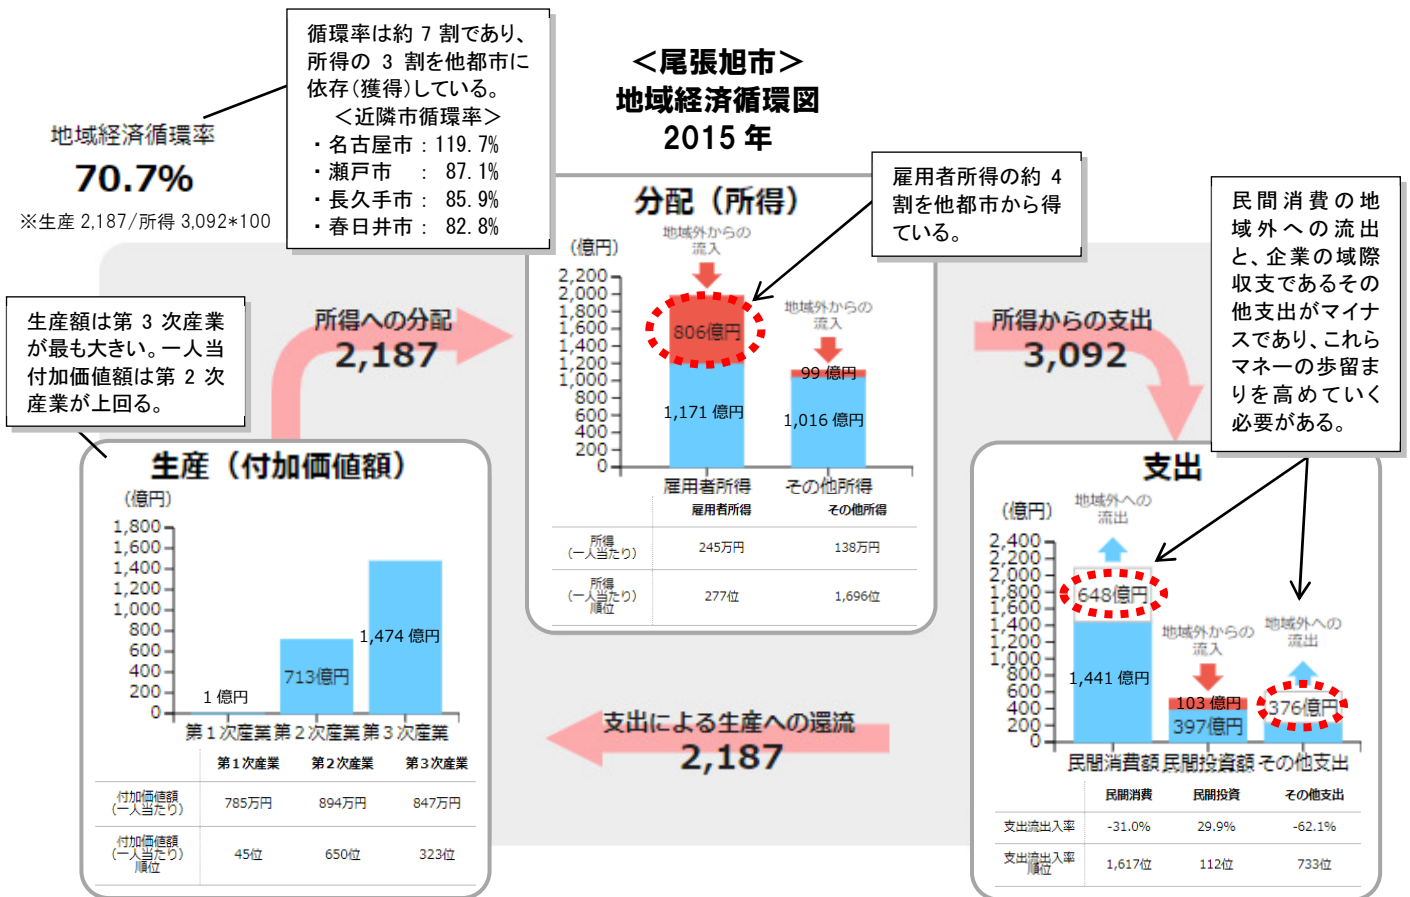 循環率は約 7 割であり、
所得の 3 割を他都市に
依存(獲得)している。
＜近隣市循環率＞
・名古屋市：119.7%
・瀬戸市　：87.1%
・長久手市：85.9%
・春日井市：82.8%
＜尾張旭市＞
地域経済循環図
2015 年
地域経済循環率
70.7%
※生産 2,187/所得 3,092*100
雇用者所得の約 4
割を他都市から得
ている。
民間消費の地
域外への流出
と、企業の域際
収支であるその
他支出がマイナ
スであり、これら
マネーの歩留ま
りを高めていく
必要がある。
生産額は第 3 次産業
が最も大きい。一人当
付加価値額は第 2 次
産業が上回る。
所得への分配
2,187
分配（所得）
(億円)
地域外からの
流入
地域外からの
流入
2,200
2,000
1,800
1,600
1,400
1,200
1,000
800
600
400
200
0
806億円
1,171 億円
99 億円
1,016 億円
雇用者所得 その他所得
雇用者所得 その他所得
所得
(一人当たり)
245万円 138万円
所得
(一人当たり)
順位
277位 1,696位
所得からの支出
3,092
生産（付加価値額）
(億円)
1,800
1,600
1,400
1,200
1,000
800
600
400
200
0
1 億円
713億円
1,474 億円
第１次産業 第２次産業 第３次産業
第１次産業 第２次産業 第３次産業
付加価値額
(一人当たり)
785万円 894万円 847万円
付加価値額
(一人当たり)
順位
45位 650位 323位
支出による生産への還流
2,187
支出
(億円)
地域外への
流出
地域外からの
流入
地域外への
流出
2,400
2,200
2,000
1,800
1,600
1,400
1,200
1,000
800
600
400
200
0
648億円
1,441 億円
103 億円
397億円
376億円
民間消費額 民間投資額 その他支出
民間消費 民間投資 その他支出
支出流出入率 -31.0% 29.9% -62.1%
支出流出入率
順位
1,617位 112位 733位